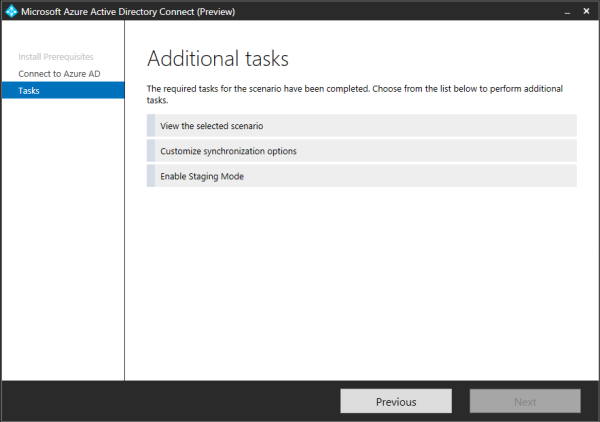 Microsoft Azure Active Directory Connect (Preview)
Install Prerequisites
Connect to Azure AD
Tasks
Additional tasks
The required tasks for the scenario have been completed. Choose from the list below to perform additional
tasks.
View the selected scenario
Customize synchronization options
Enable Staging Mode
Previous
Next